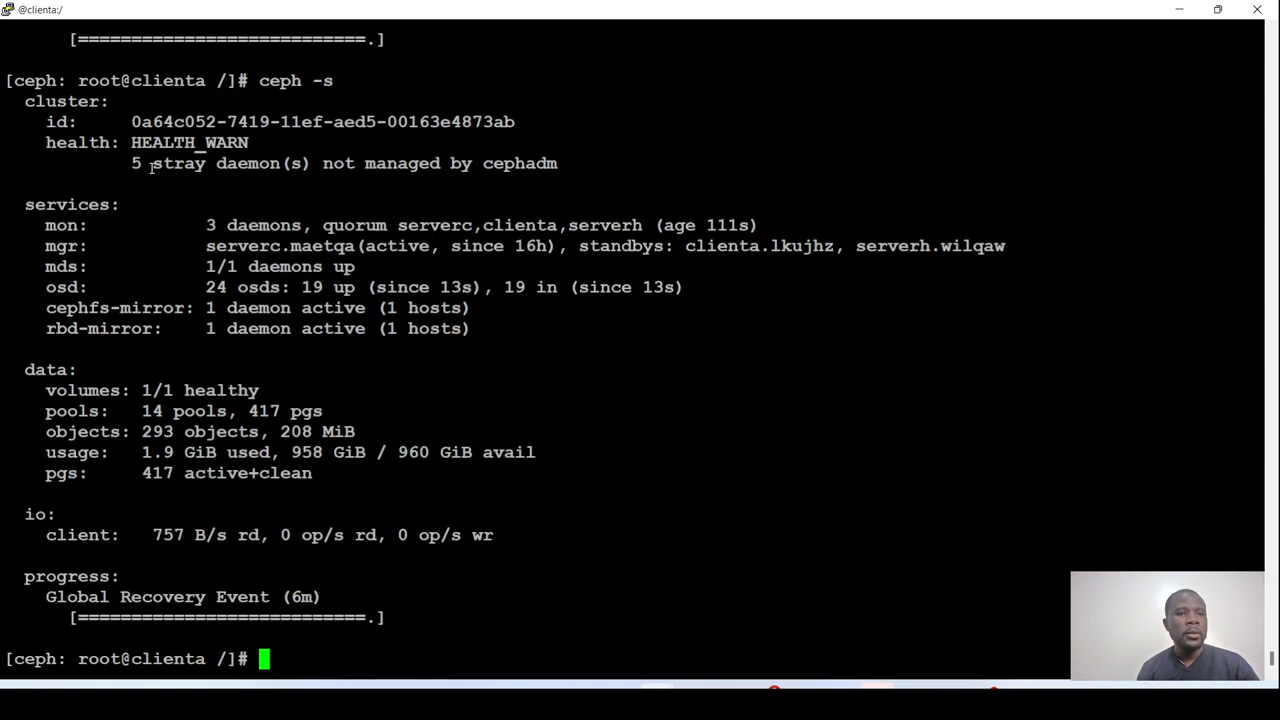 @clienta:/
[===========================.]
[ceph: root@clienta /]# ceph -s
cluster:
id: 0a64c052-7419-11ef-aed5-00163e4873ab
health: HEALTH_WARN
5 stray daemon(s) not managed by cephadm
services:
mon: 3 daemons, quorum serverc,clienta,serverh (age 111s)
mgr: serverc.maetqa(active, since 16h), standbys: clienta.lkujhz, serverh.wilqaw
mds: 1/1 daemons up
osd: 24 osds: 19 up (since 13s), 19 in (since 13s)
cephfs-mirror: 1 daemon active (1 hosts)
rbd-mirror: 1 daemon active (1 hosts)
data:
volumes: 1/1 healthy
pools: 14 pools, 417 pgs
objects: 293 objects, 208 MiB
usage: 1.9 GiB used, 958 GiB / 960 GiB avail
pgs: 417 active+clean
io:
client: 757 B/s rd, 0 op/s rd, 0 op/s wr
progress:
Global Recovery Event (6m)
[===========================.]
[ceph: root@clienta /]#